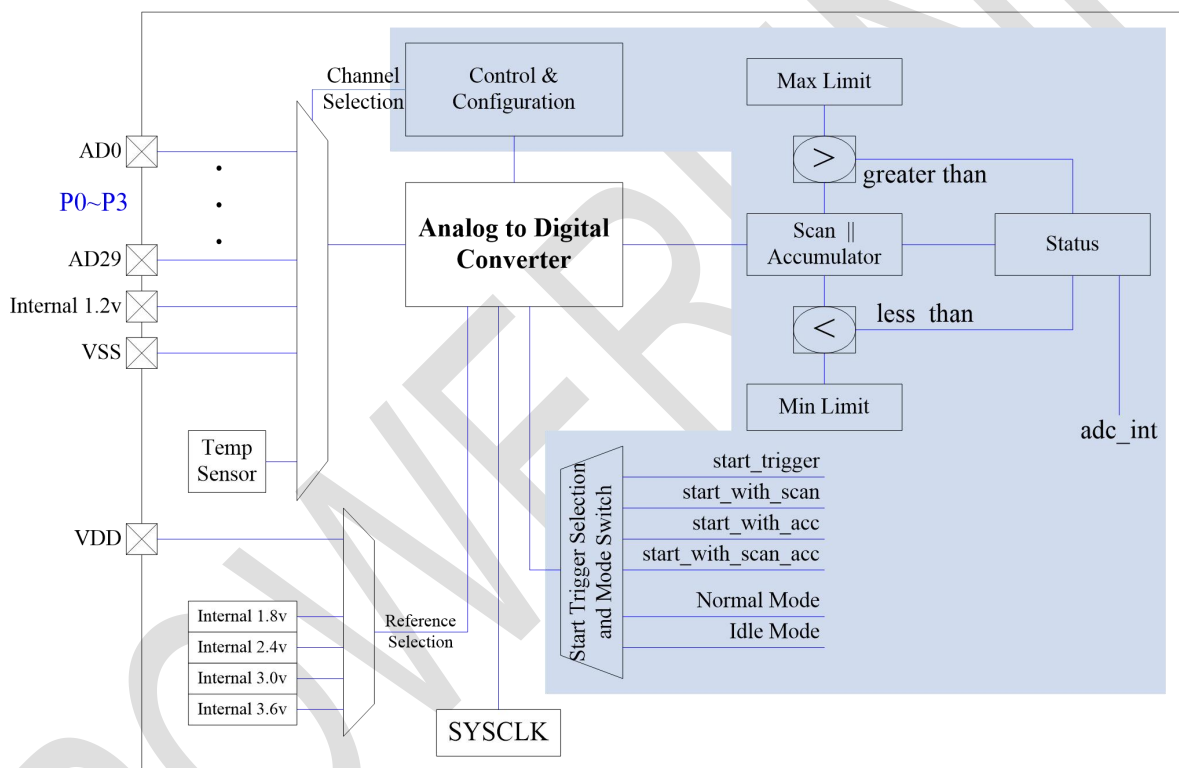 Channel
Selection
Control &
Configuration
Max Limit
AD0
P0~P3
AD29
Internal 1.2v
VSS
Analog to Digital
Converter
>
greater than
Scan ||
Accumulator
Status
<
less than
Min Limit
adc_int
Temp
Sensor
VDD
Internal 1.8v
Internal 2.4v
Internal 3.0v
Internal 3.6v
Reference
Selection
Start Trigger Selection
and Mode Switch
start_trigger
start_with_scan
start_with_acc
start_with_scan_acc
Normal Mode
Idle Mode
SYSCLK